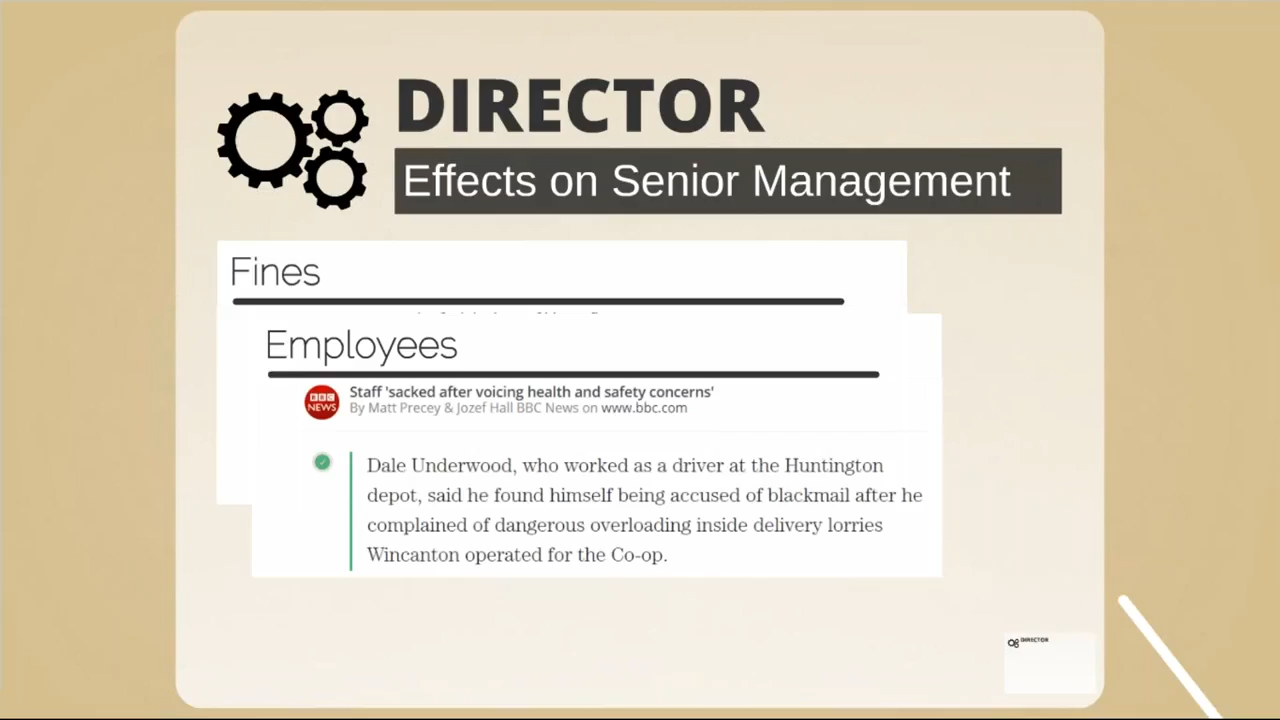 DIRECTOR
Effects on Senior Management
Fines
Employees
BBC
NEWS
Staff 'sacked after voicing health and safety concerns'
By Matt Precey & Jozef Hall BBC News on www.bbc.com
Dale Underwood, who worked as a driver at the Huntington
depot, said he found himself being accused of blackmail after he
complained of dangerous overloading inside delivery lorries
Wincanton operated for the Co-op.
DIRECTOR